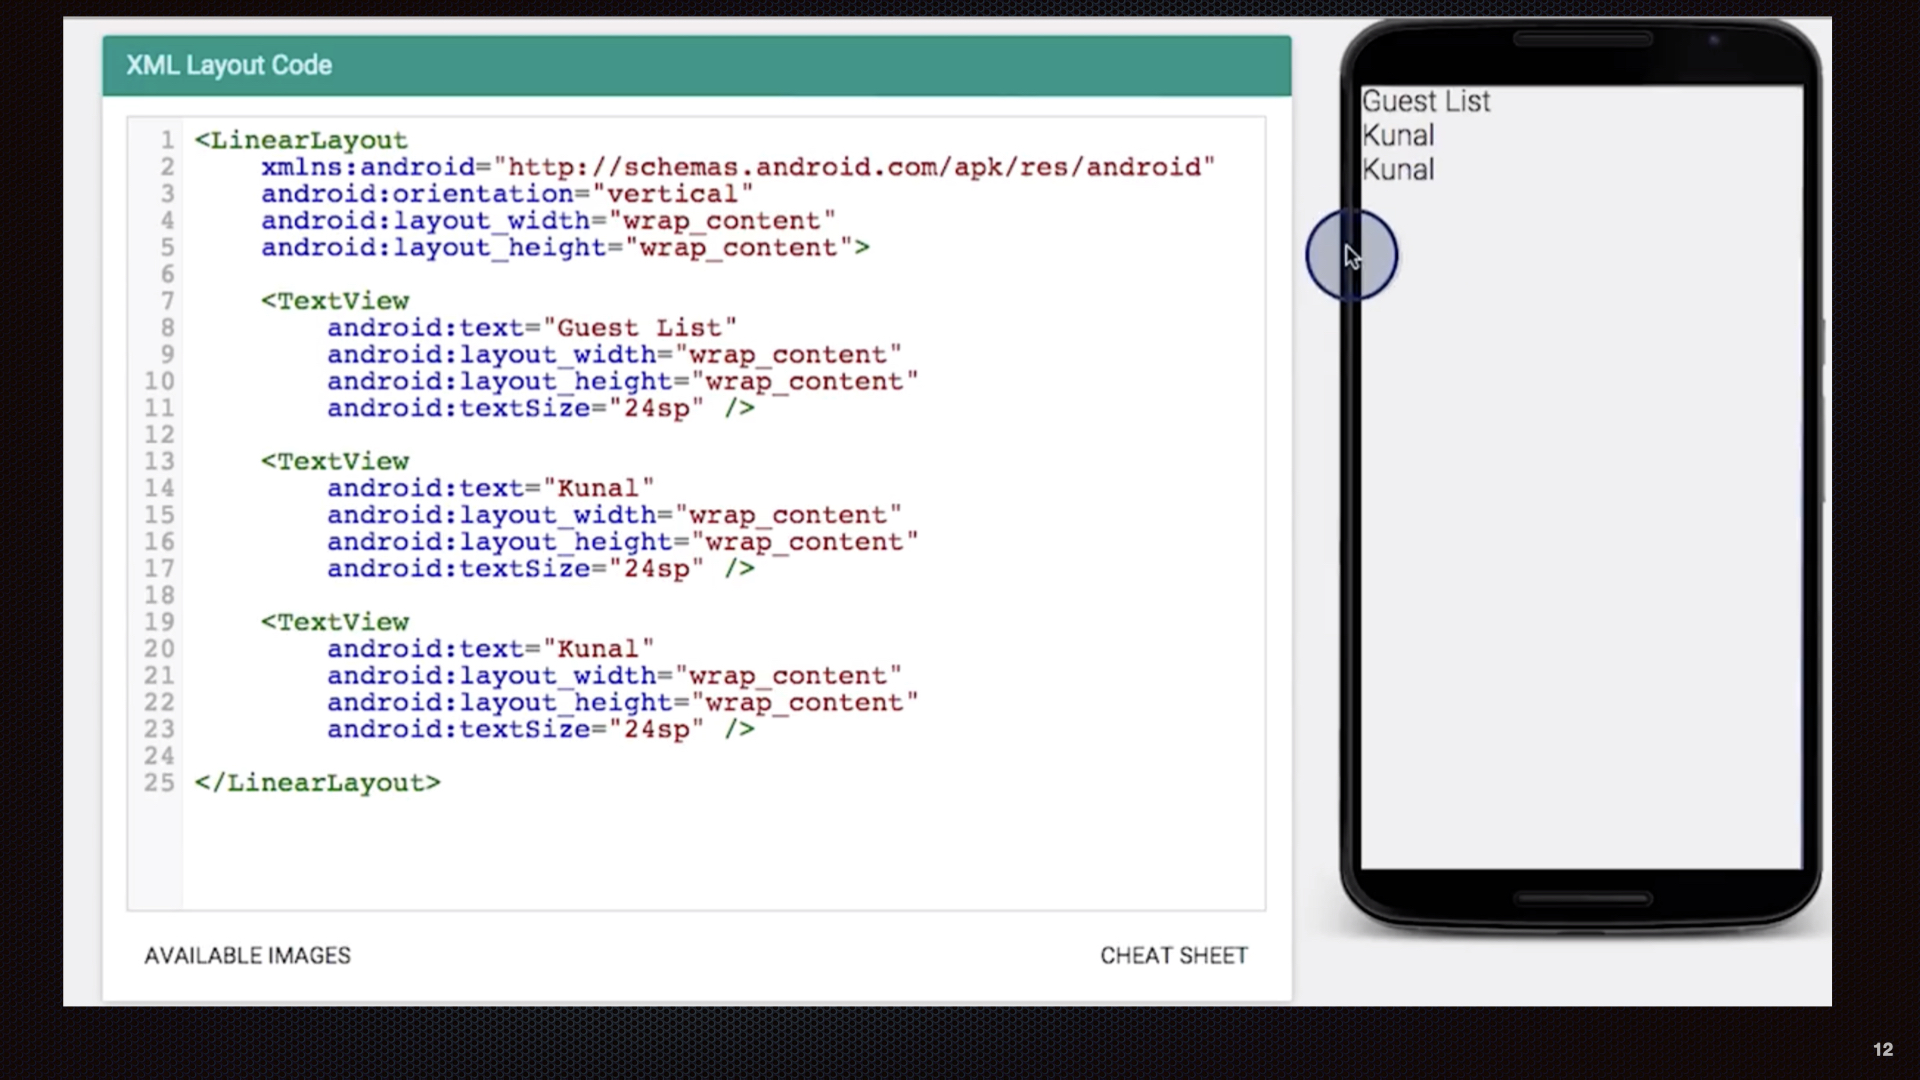 XML Layout Code
1 <LinearLayout
2 xmlns:android="http://schemas.android.com/apk/res/android"
3 android:orientation="vertical"
4 android:layout_width="wrap_content"
5 android:layout_height="wrap_content">
6
7 <TextView
8 android:text="Guest List"
9 android:layout_width="wrap_content"
10 android:layout_height="wrap_content"
11 android:textSize="24sp" />
12
13 <TextView
14 android:text="Kunal"
15 android:layout_width="wrap_content"
16 android:layout_height="wrap_content"
17 android:textSize="24sp" />
18
19 <TextView
20 android:text="Kunal"
21 android:layout_width="wrap_content"
22 android:layout_height="wrap_content"
23 android:textSize="24sp" />
24
25 </LinearLayout>
AVAILABLE IMAGES
CHEAT SHEET
Guest List
Kunal
Kunal
12